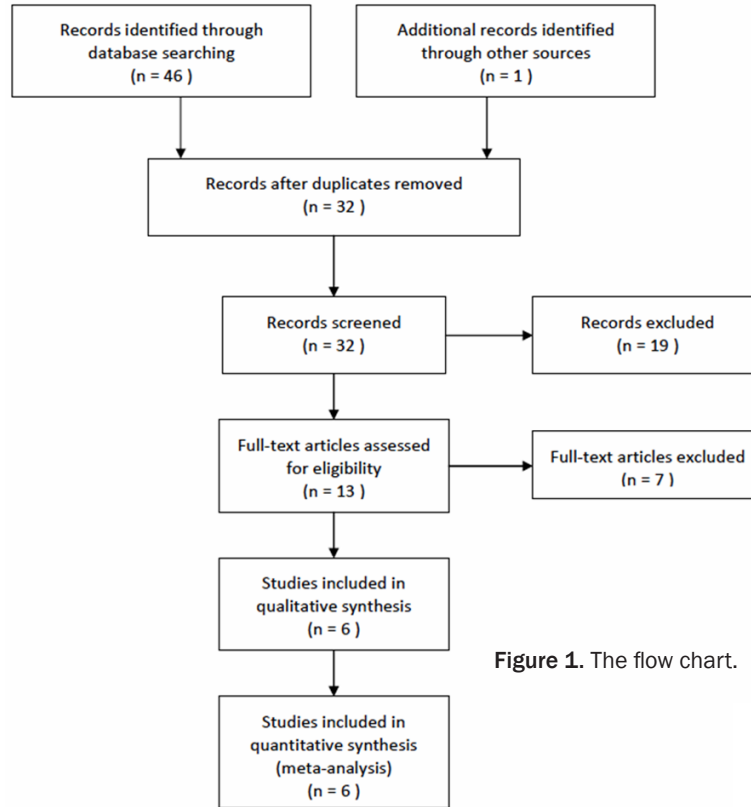 Records identified through
database searching
(n = 46 )
Additional records identified
through other sources
(n = 1 )
Records after duplicates removed
(n = 32 )
Records screened
(n = 32 )
Records excluded
(n = 19 )
Full-text articles assessed
for eligibility
(n = 13 )
Full-text articles excluded
(n = 7 )
Studies included in
qualitative synthesis
(n = 6 )
Figure 1. The flow chart.
Studies included in
quantitative synthesis
(meta-analysis)
(n = 6 )